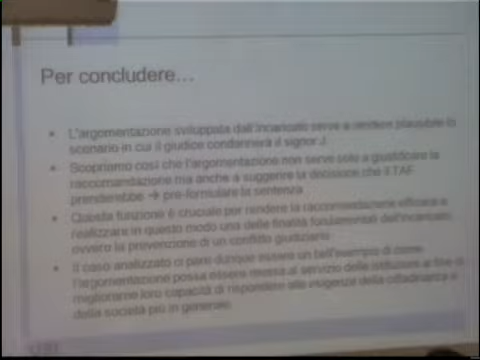 Per concludere...
• L'argomentazione sviluppata dall'incaricato serve a rendere plausibile lo
scenario in cui il giudice condannerà il signor J.
• Scopriamo così che l'argomentazione non serve solo a giustificare la
raccomandazione ma anche a suggerire la decisione che il TAF
prenderebbe → pre-formulare la sentenza
• Questa funzione è cruciale per rendere la raccomandazione efficace e
realizzare in questo modo una delle finalità fondamentali dell'incaricato,
ovvero la prevenzione di un conflitto giudiziario
• Il caso analizzato ci pare dunque essere un bell'esempio di come
l'argomentazione possa essere messa al servizio delle istituzioni al fine di
migliorarne loro capacità di rispondere alle esigenze della cittadinanza e
della società più in generale.